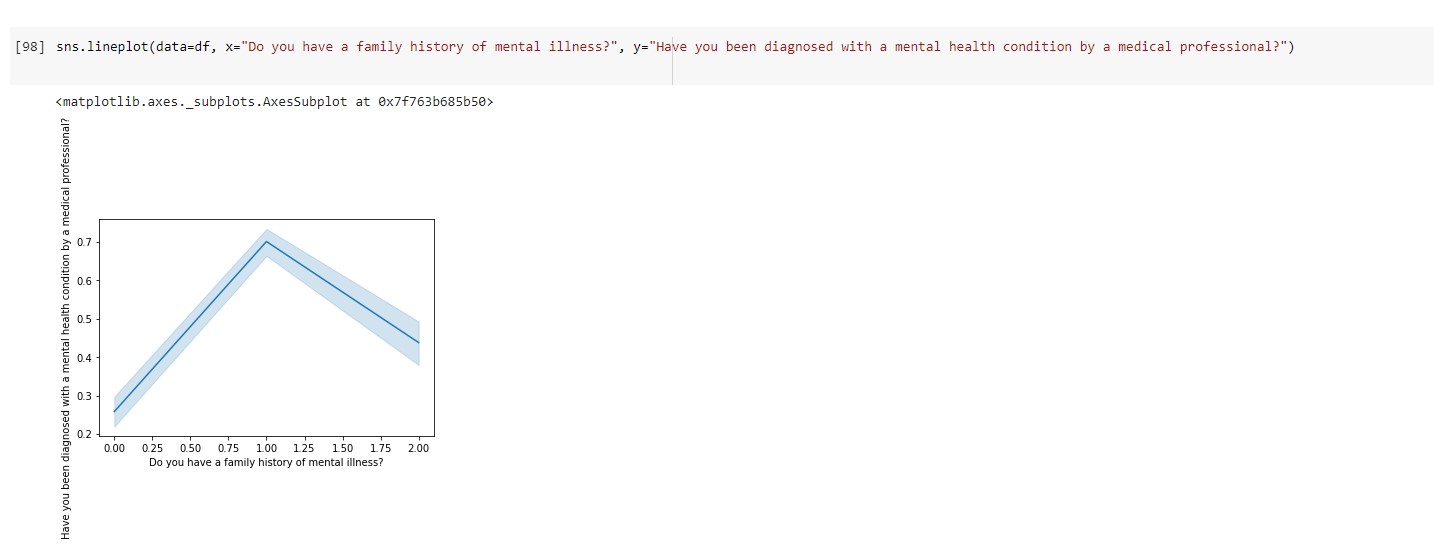 [98] sns.lineplot(data=df, x="Do you have a family history of mental illness?", y="Have you been diagnosed with a mental health condition by a medical professional?")
<matplotlib.axes._subplots.AxesSubplot at 0x7f763b685b50>
Have you been diagnosed with a mental health condition by a medical professional?
0.7
0.6
0.5
0.4
0.3
0.2
0.00 0.25 0.50 0.75 1.00 1.25 1.50 1.75 2.00
Do you have a family history of mental illness?